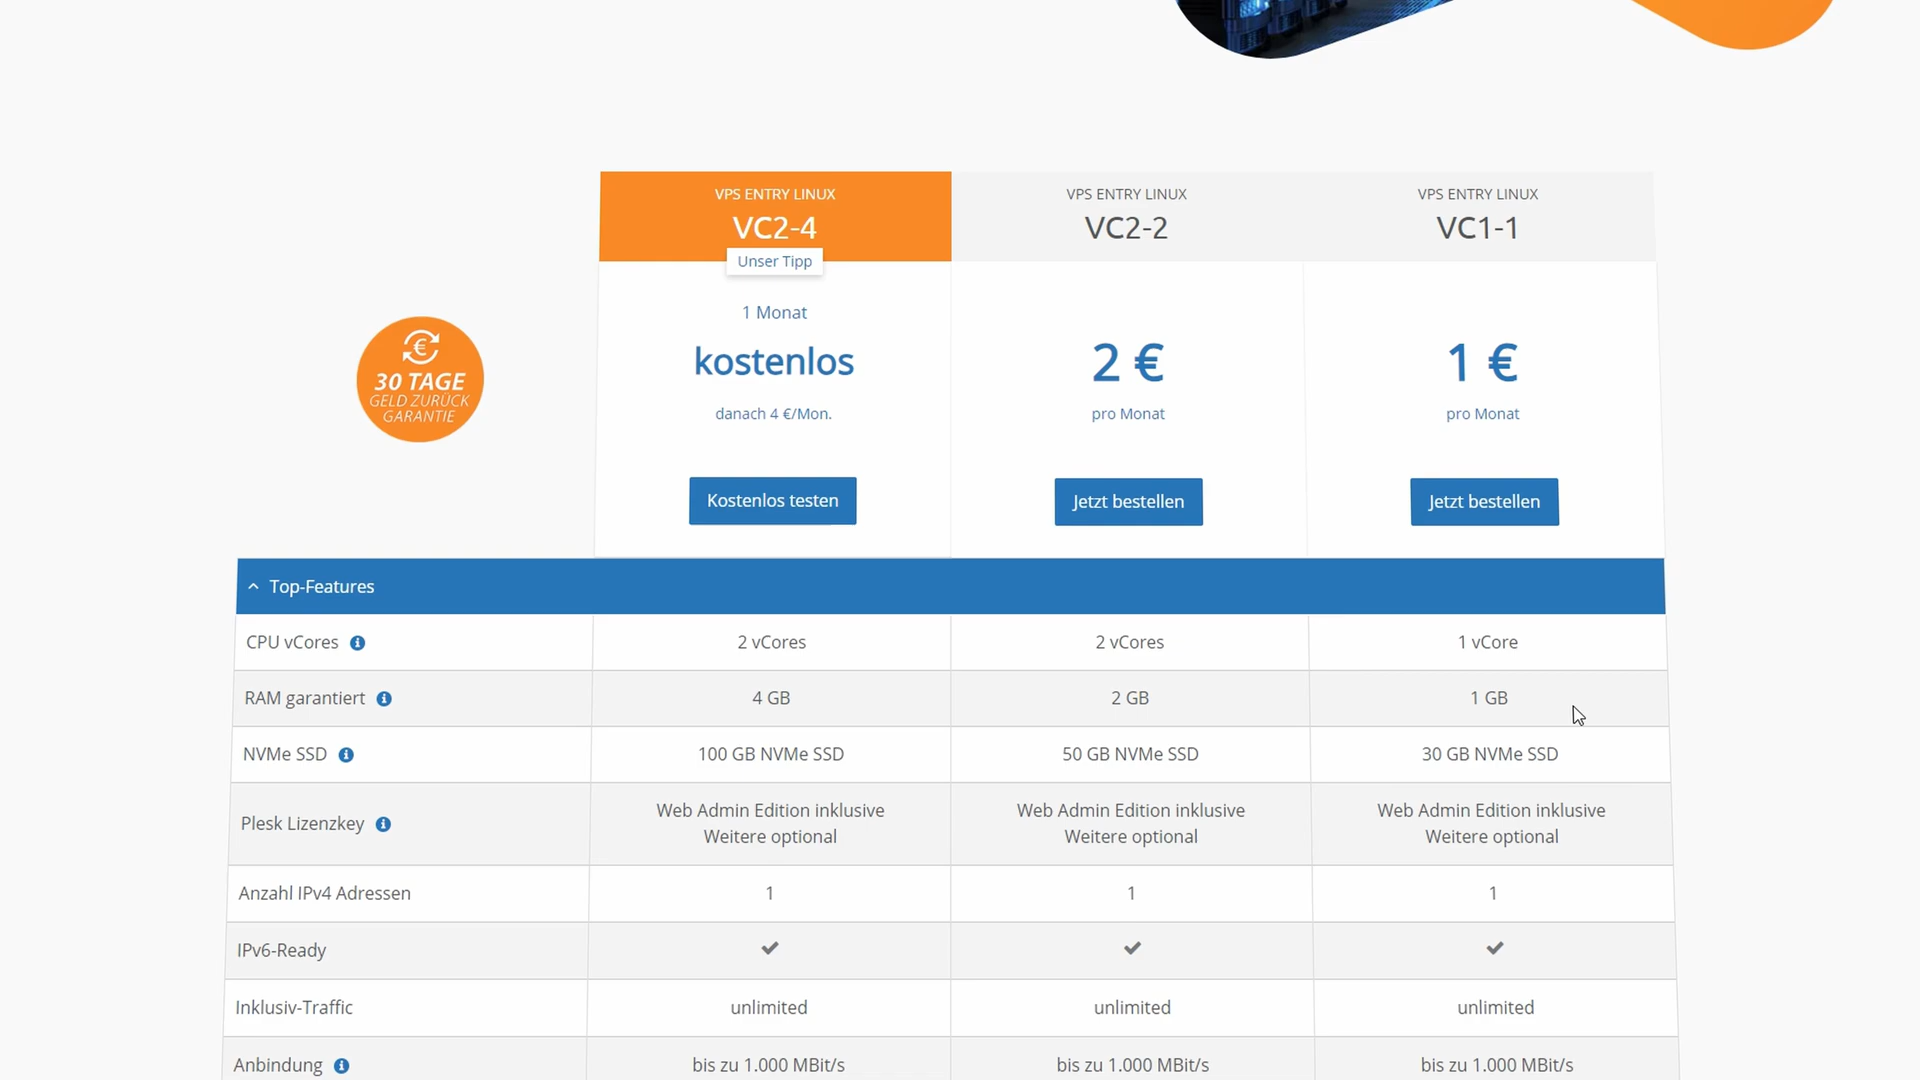 VPS ENTRY LINUX
VC2-4
Unser Tipp
VPS ENTRY LINUX
VC2-2
VPS ENTRY LINUX
VC1-1
€
30 TAGE
GELD ZURÜCK
GARANTIE
1 Monat
kostenlos
danach 4 €/Mon.
Kostenlos testen
2 €
pro Monat
Jetzt bestellen
1 €
pro Monat
Jetzt bestellen
Top-Features
CPU vCores 2 vCores 2 vCores 1 vCore
RAM garantiert 4 GB 2 GB 1 GB
NVMe SSD 100 GB NVMe SSD 50 GB NVMe SSD 30 GB NVMe SSD
Plesk Lizenzkey
Web Admin Edition inklusive
Weitere optional
Web Admin Edition inklusive
Weitere optional
Web Admin Edition inklusive
Weitere optional
Anzahl IPv4 Adressen 1 1 1
IPv6-Ready
Inklusiv-Traffic unlimited unlimited unlimited
Anbindung bis zu 1.000 MBit/s bis zu 1.000 MBit/s bis zu 1.000 MBit/s